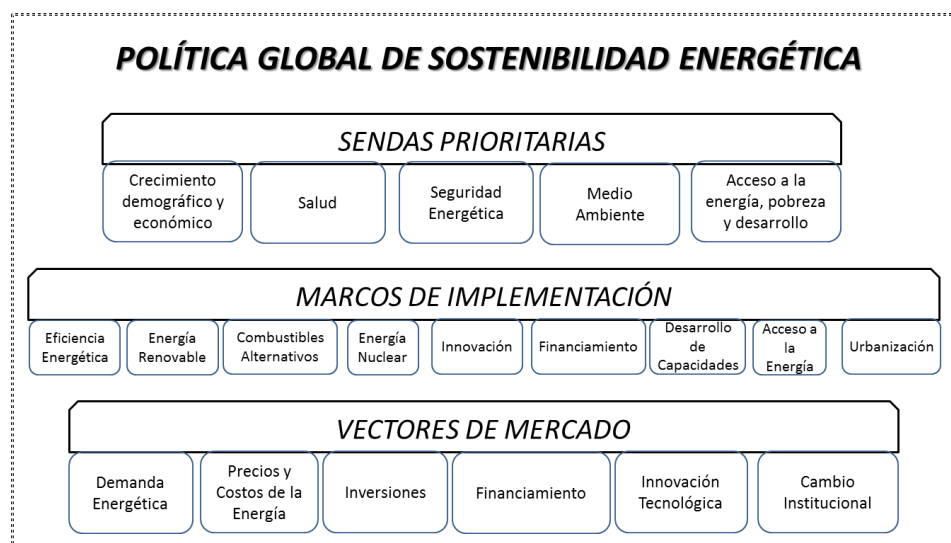 POLÍTICA GLOBAL DE SOSTENIBILIDAD ENERGÉTICA
SENDAS PRIORITARIAS
Crecimiento
demográfico y
económico
Salud
Seguridad
Energética
Medio
Ambiente
Acceso a la
energía, pobreza
y desarrollo
MARCOS DE IMPLEMENTACIÓN
Eficiencia
Energética
Energía
Renovable
Combustibles
Alternativos
Energía
Nuclear
Innovación
Financiamiento
Desarrollo
de
Capacidades
Acceso a
la
Energía
Urbanización
VECTORES DE MERCADO
Demanda
Energética
Precios y
Costos de la
Energía
Inversiones
Financiamiento
Innovación
Tecnológica
Cambio
Institucional